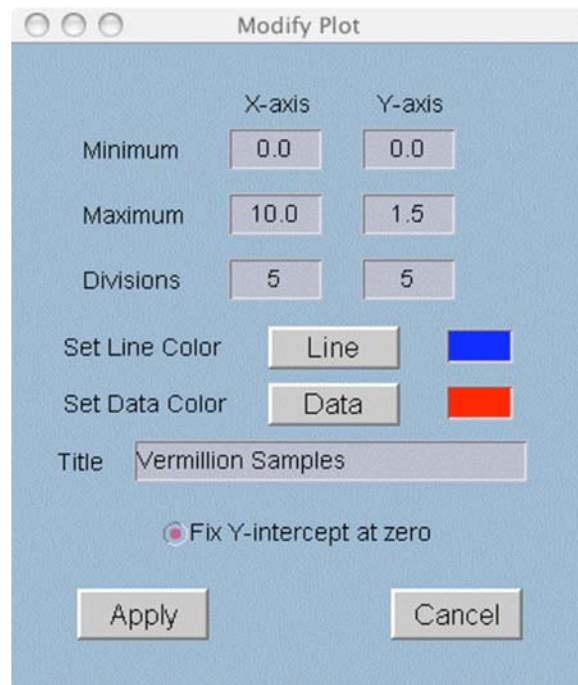 Modify Plot
X-axis Y-axis
Minimum 0.0 0.0
Maximum 10.0 1.5
Divisions 5 5
Set Line Color Line
Set Data Color Data
Title Vermillion Samples
Fix Y-intercept at zero
Apply Cancel